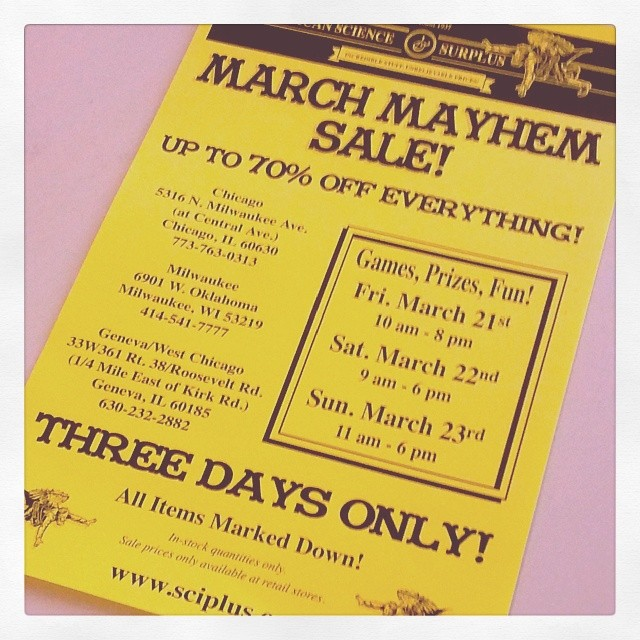 CAN SCIENCE SURPLUS
MARCH MAYHEM
SALE!
UP TO 70% OFF EVERYTHING!
Chicago
5316 N. Milwaukee Ave.
(at Central Ave.)
Chicago, IL 60630
773-763-0313
Milwaukee
6901 W. Oklahoma
Milwaukee, WI 53219
414-541-7777
Geneva/West Chicago
33W361 Rt. 38/Roosevelt Rd.
(1/4 Mile East of Kirk Rd.)
Geneva, IL 60185
630-232-2882
Games, Prizes, Fun!
Fri. March 21st
10 am - 8 pm
Sat. March 22nd
9 am - 6 pm
Sun. March 23rd
11 am - 6 pm
THREE DAYS ONLY!
All Items Marked Down!
In-stock quantities only.
Sale prices only available at retail stores.
www.sciplus.